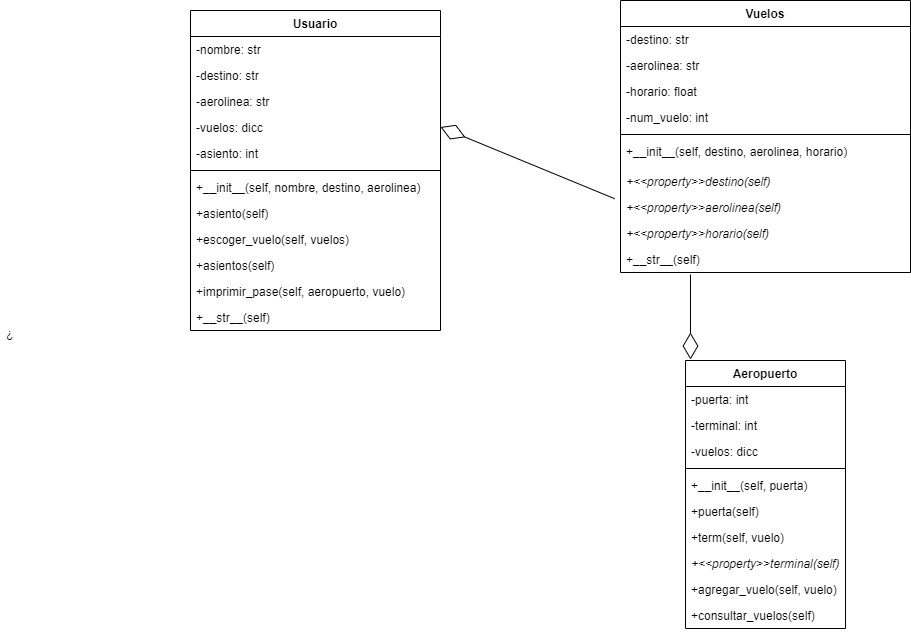 Usuario
-nombre: str
-destino: str
-aerolinea: str
-vuelos: dicc
-asiento: int
+__init__(self, nombre, destino, aerolinea)
+asiento(self)
+escoger_vuelo(self, vuelos)
+asientos(self)
+imprimir_pase(self, aeropuerto, vuelo)
+__str__(self)
Vuelos
-destino: str
-aerolinea: str
-horario: float
-num_vuelo: int
+__init__(self, destino, aerolinea, horario)
+<<property>>destino(self)
+<<property>>aerolinea(self)
+<<property>>horario(self)
+__str__(self)
¿
Aeropuerto
-puerta: int
-terminal: int
-vuelos: dicc
+__init__(self, puerta)
+puerta(self)
+term(self, vuelo)
+<<property>>terminal(self)
+agregar_vuelo(self, vuelo)
+consultar_vuelos(self)